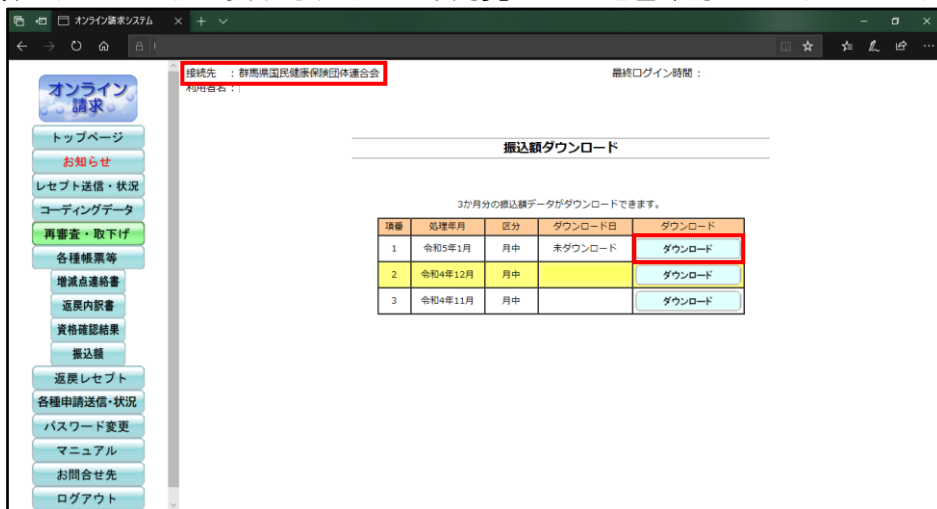 オンライン請求システム
接続先 ：群馬県国民健康保険団体連合会
最終ログイン時間：
利用者名：
オンライン
請求
トップページ
お知らせ
レセプト送信・状況
コーディングデータ
再審査・取下げ
各種帳票等
増減点連絡書
返戻内訳書
資格確認結果
振込額
返戻レセプト
各種申請送信・状況
パスワード変更
マニュアル
お問合せ先
ログアウト
振込額ダウンロード
3か月分の振込額データがダウンロードできます。
項番 処理年月 区分 ダウンロード日 ダウンロード
1 令和5年1月 月中 未ダウンロード ダウンロード
2 令和4年12月 月中 ダウンロード
3 令和4年11月 月中 ダウンロード